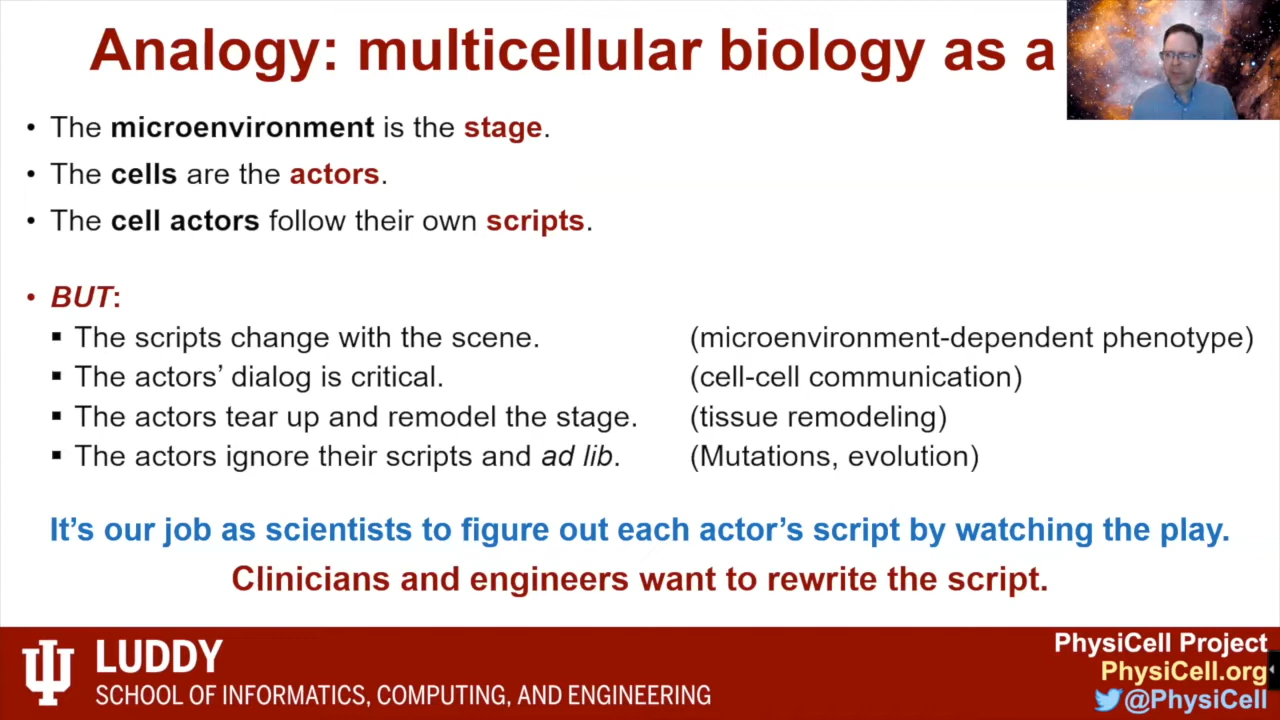 Analogy: multicellular biology as a
• The microenvironment is the stage.
• The cells are the actors.
• The cell actors follow their own scripts.
• BUT:
▪ The scripts change with the scene. (microenvironment-dependent phenotype)
▪ The actors’ dialog is critical. (cell-cell communication)
▪ The actors tear up and remodel the stage. (tissue remodeling)
▪ The actors ignore their scripts and ad lib. (Mutations, evolution)
It’s our job as scientists to figure out each actor’s script by watching the play.
Clinicians and engineers want to rewrite the script.
LUDDY
SCHOOL OF INFORMATICS, COMPUTING, AND ENGINEERING
PhysiCell Project
PhysiCell.org
@PhysiCell